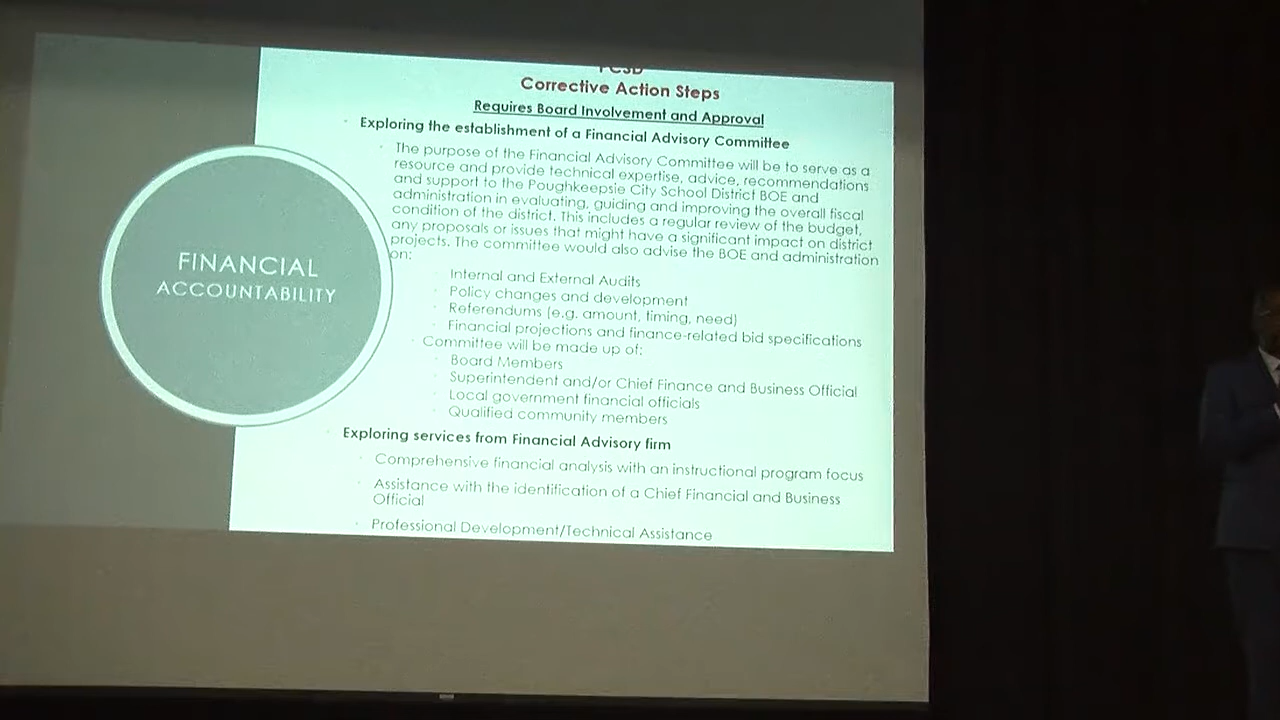 PCSD
Corrective Action Steps
Requires Board Involvement and Approval
Exploring the establishment of a Financial Advisory Committee
The purpose of the Financial Advisory Committee will be to serve as a
resource and provide technical expertise, advice, recommendations
and support to the Poughkeepsie City School District BOE and
administration in evaluating, guiding and improving the overall fiscal
condition of the district. This includes a regular review of the budget,
any proposals or issues that might have a significant impact on district
projects. The committee would also advise the BOE and administration
on:
Internal and External Audits
Policy changes and development
Referendums (e.g. amount, timing, need)
Financial projections and finance-related bid specifications
Committee will be made up of:
Board Members
Superintendent and/or Chief Finance and Business Official
Local government financial officials
Qualified community members
Exploring services from Financial Advisory firm
Comprehensive financial analysis with an instructional program focus
Assistance with the identification of a Chief Financial and Business
Official
Professional Development/Technical Assistance
FINANCIAL
ACCOUNTABILITY